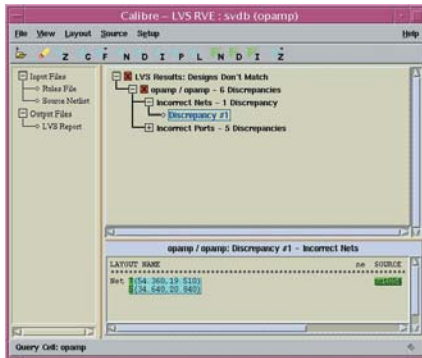 Calibre – LVS RVE : svdb (opamp)
File View Layout Source Setup Help
Z C F N D I P L N D I Z
Input Files
Rules File
Source Netlist
Output Files
LVS Report
LVS Results: Designs Don't Match
opamp / opamp – 6 Discrepancies
Incorrect Nets – 1 Discrepancy
Discrepancy #1
Incorrect Ports – 5 Discrepancies
opamp / opamp: Discrepancy #1 – Incorrect Nets
LAYOUT NAME ne SOURCE
**************************************************
Net (54.360,19.510)
(34.640,20.840)
Query Cell: opamp